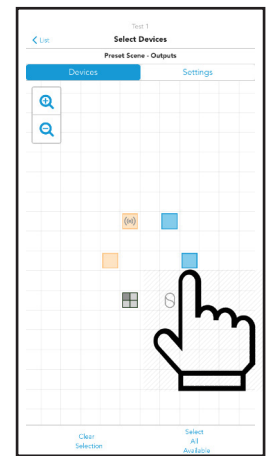 Test 1
List
Select Devices
Preset Scene - Outputs
Devices
Settings
S
Clear
Selection
Select
All
Available